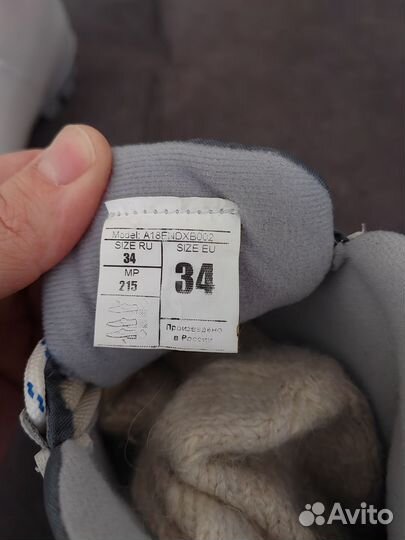 Model: A18FNDXB002
SIZE RU
34
MP
215
SIZE EU
34
Произведено
в России
Avito